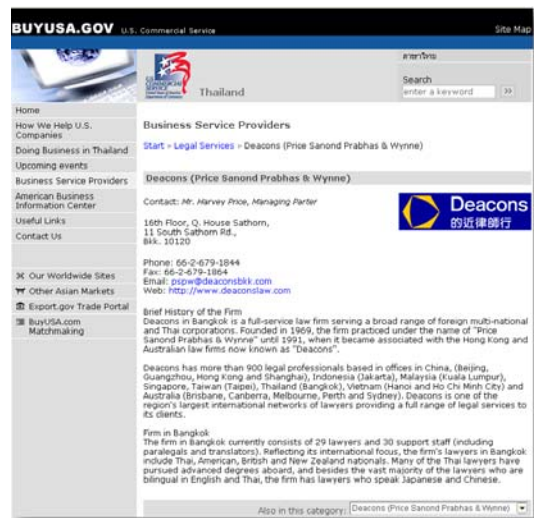 BUYUSA.GOV U.S. Commercial Service
Site Map
ภาษาไทย
U.S.
COMMERCIAL
SERVICE
Thailand
Search
enter a keyword
Home
How We Help U.S.
Companies
Doing Business in Thailand
Upcoming events
Business Service Providers
American Business
Information Center
Useful Links
Contact Us
Our Worldwide Sites
Other Asian Markets
Export.gov Trade Portal
BuyUSA.com
Matchmaking
Business Service Providers
Start » Legal Services » Deacons (Price Sanond Prabhas & Wynne)
Deacons (Price Sanond Prabhas & Wynne)
Contact: Mr. Harvey Price, Managing Parter
Deacons
的近律師行
16th Floor, Q. House Sathorn,
11 South Sathorn Rd.,
Bkk. 10120
Phone: 66-2-679-1844
Fax: 66-2-679-1864
Email: pspw@deaconsbkk.com
Web: http://www.deaconslaw.com
Brief History of the Firm
Deacons in Bangkok is a full-service law firm serving a broad range of foreign multi-national
and Thai corporations. Founded in 1969, the firm practiced under the name of "Price
Sanond Prabhas & Wynne" until 1991, when it became associated with the Hong Kong and
Australian law firms now known as "Deacons".
Deacons has more than 900 legal professionals based in offices in China, (Beijing,
Guangzhou, Hong Kong and Shanghai), Indonesia (Jakarta), Malaysia (Kuala Lumpur),
Singapore, Taiwan (Taipei), Thailand (Bangkok), Vietnam (Hanoi and Ho Chi Minh City) and
Australia (Brisbane, Canberra, Melbourne, Perth and Sydney). Deacons is one of the
region's largest international networks of lawyers providing a full range of legal services to
its clients.
Firm in Bangkok
The firm in Bangkok currently consists of 29 lawyers and 30 support staff (including
paralegals and translators). Reflecting its international focus, the firm's lawyers in Bangkok
include Thai, American, British and New Zealand nationals. Many of the Thai lawyers have
pursued advanced degrees aboard, and besides the vast majority of the lawyers who are
bilingual in English and Thai, the firm has lawyers who speak Japanese and Chinese.
Also in this category: Deacons (Price Sanond Prabhas & Wynne)